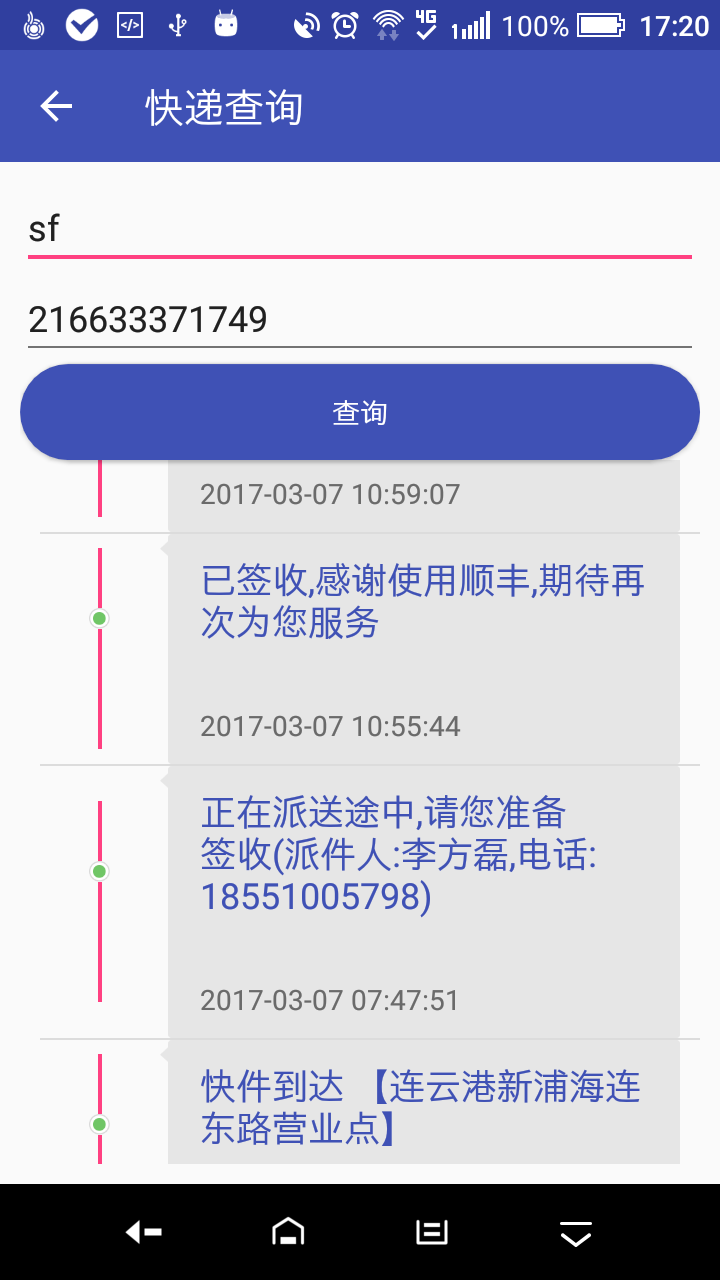 4G 100% 17:20
快递查询
sf
216633371749
查询
2017-03-07 10:59:07
已签收,感谢使用顺丰,期待再
次为您服务
2017-03-07 10:55:44
正在派送途中,请您准备
签收(派件人:李方磊,电话:
18551005798)
2017-03-07 07:47:51
快件到达 【连云港新浦海连
东路营业点】